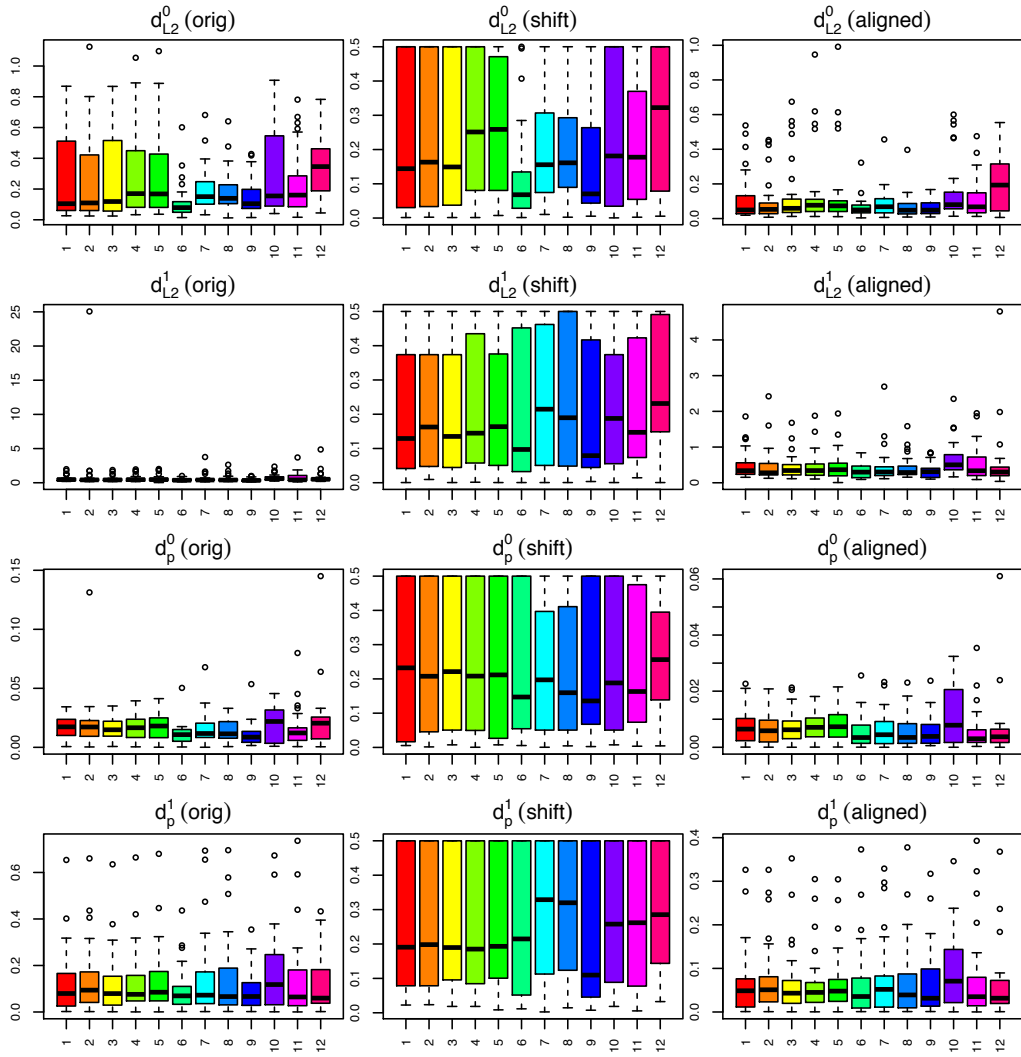 d⁰_L2 (orig) d⁰_L2 (shift) d⁰_L2 (aligned)
1.0 0.5 1.0
0.8 0.4 0.8
0.6 0.3 0.6
0.4 0.2 0.4
0.2 0.1 0.2
0.0 0.0 0.0
1 2 3 4 5 6 7 8 9 10 11 12 1 2 3 4 5 6 7 8 9 10 11 12 1 2 3 4 5 6 7 8 9 10 11 12
d¹_L2 (orig) d¹_L2 (shift) d¹_L2 (aligned)
25 0.5 4
20 0.4 2
15 0.3 0
10 0.2
5 0.1
0 0.0
1 2 3 4 5 6 7 8 9 10 11 12 1 2 3 4 5 6 7 8 9 10 11 12 1 2 3 4 5 6 7 8 9 10 11 12
d⁰_p (orig) d⁰_p (shift) d⁰_p (aligned)
0.15 0.5 0.06
0.10 0.4 0.04
0.05 0.3 0.02
0.00 0.2 0.00
0.1
0.0
1 2 3 4 5 6 7 8 9 10 11 12 1 2 3 4 5 6 7 8 9 10 11 12 1 2 3 4 5 6 7 8 9 10 11 12
d¹_p (orig) d¹_p (shift) d¹_p (aligned)
0.6 0.5 0.4
0.4 0.4 0.3
0.2 0.3 0.2
0.0 0.2 0.1
0.1 0.0
0.0
1 2 3 4 5 6 7 8 9 10 11 12 1 2 3 4 5 6 7 8 9 10 11 12 1 2 3 4 5 6 7 8 9 10 11 12